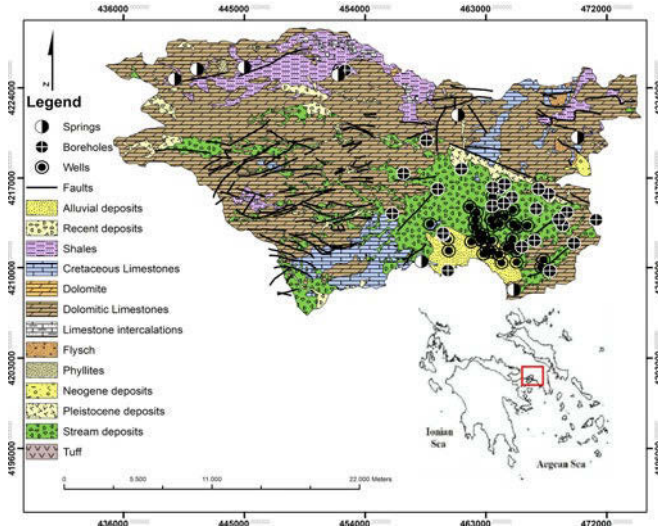 436000 445000 454000 463000 472000
4224000
4217000
4210000
4203000
4196000
N
Legend
Springs
Boreholes
Wells
Faults
Alluvial deposits
Recent deposits
Shales
Cretaceous Limestones
Dolomite
Dolomitic Limestones
Limestone intercalations
Flysch
Phyllites
Neogene deposits
Pleistocene deposits
Stream deposits
Tuff
Ionian
Sea
Aegean Sea
0 5.500 11.000 22.000 Meters
436000 445000 454000 463000 472000